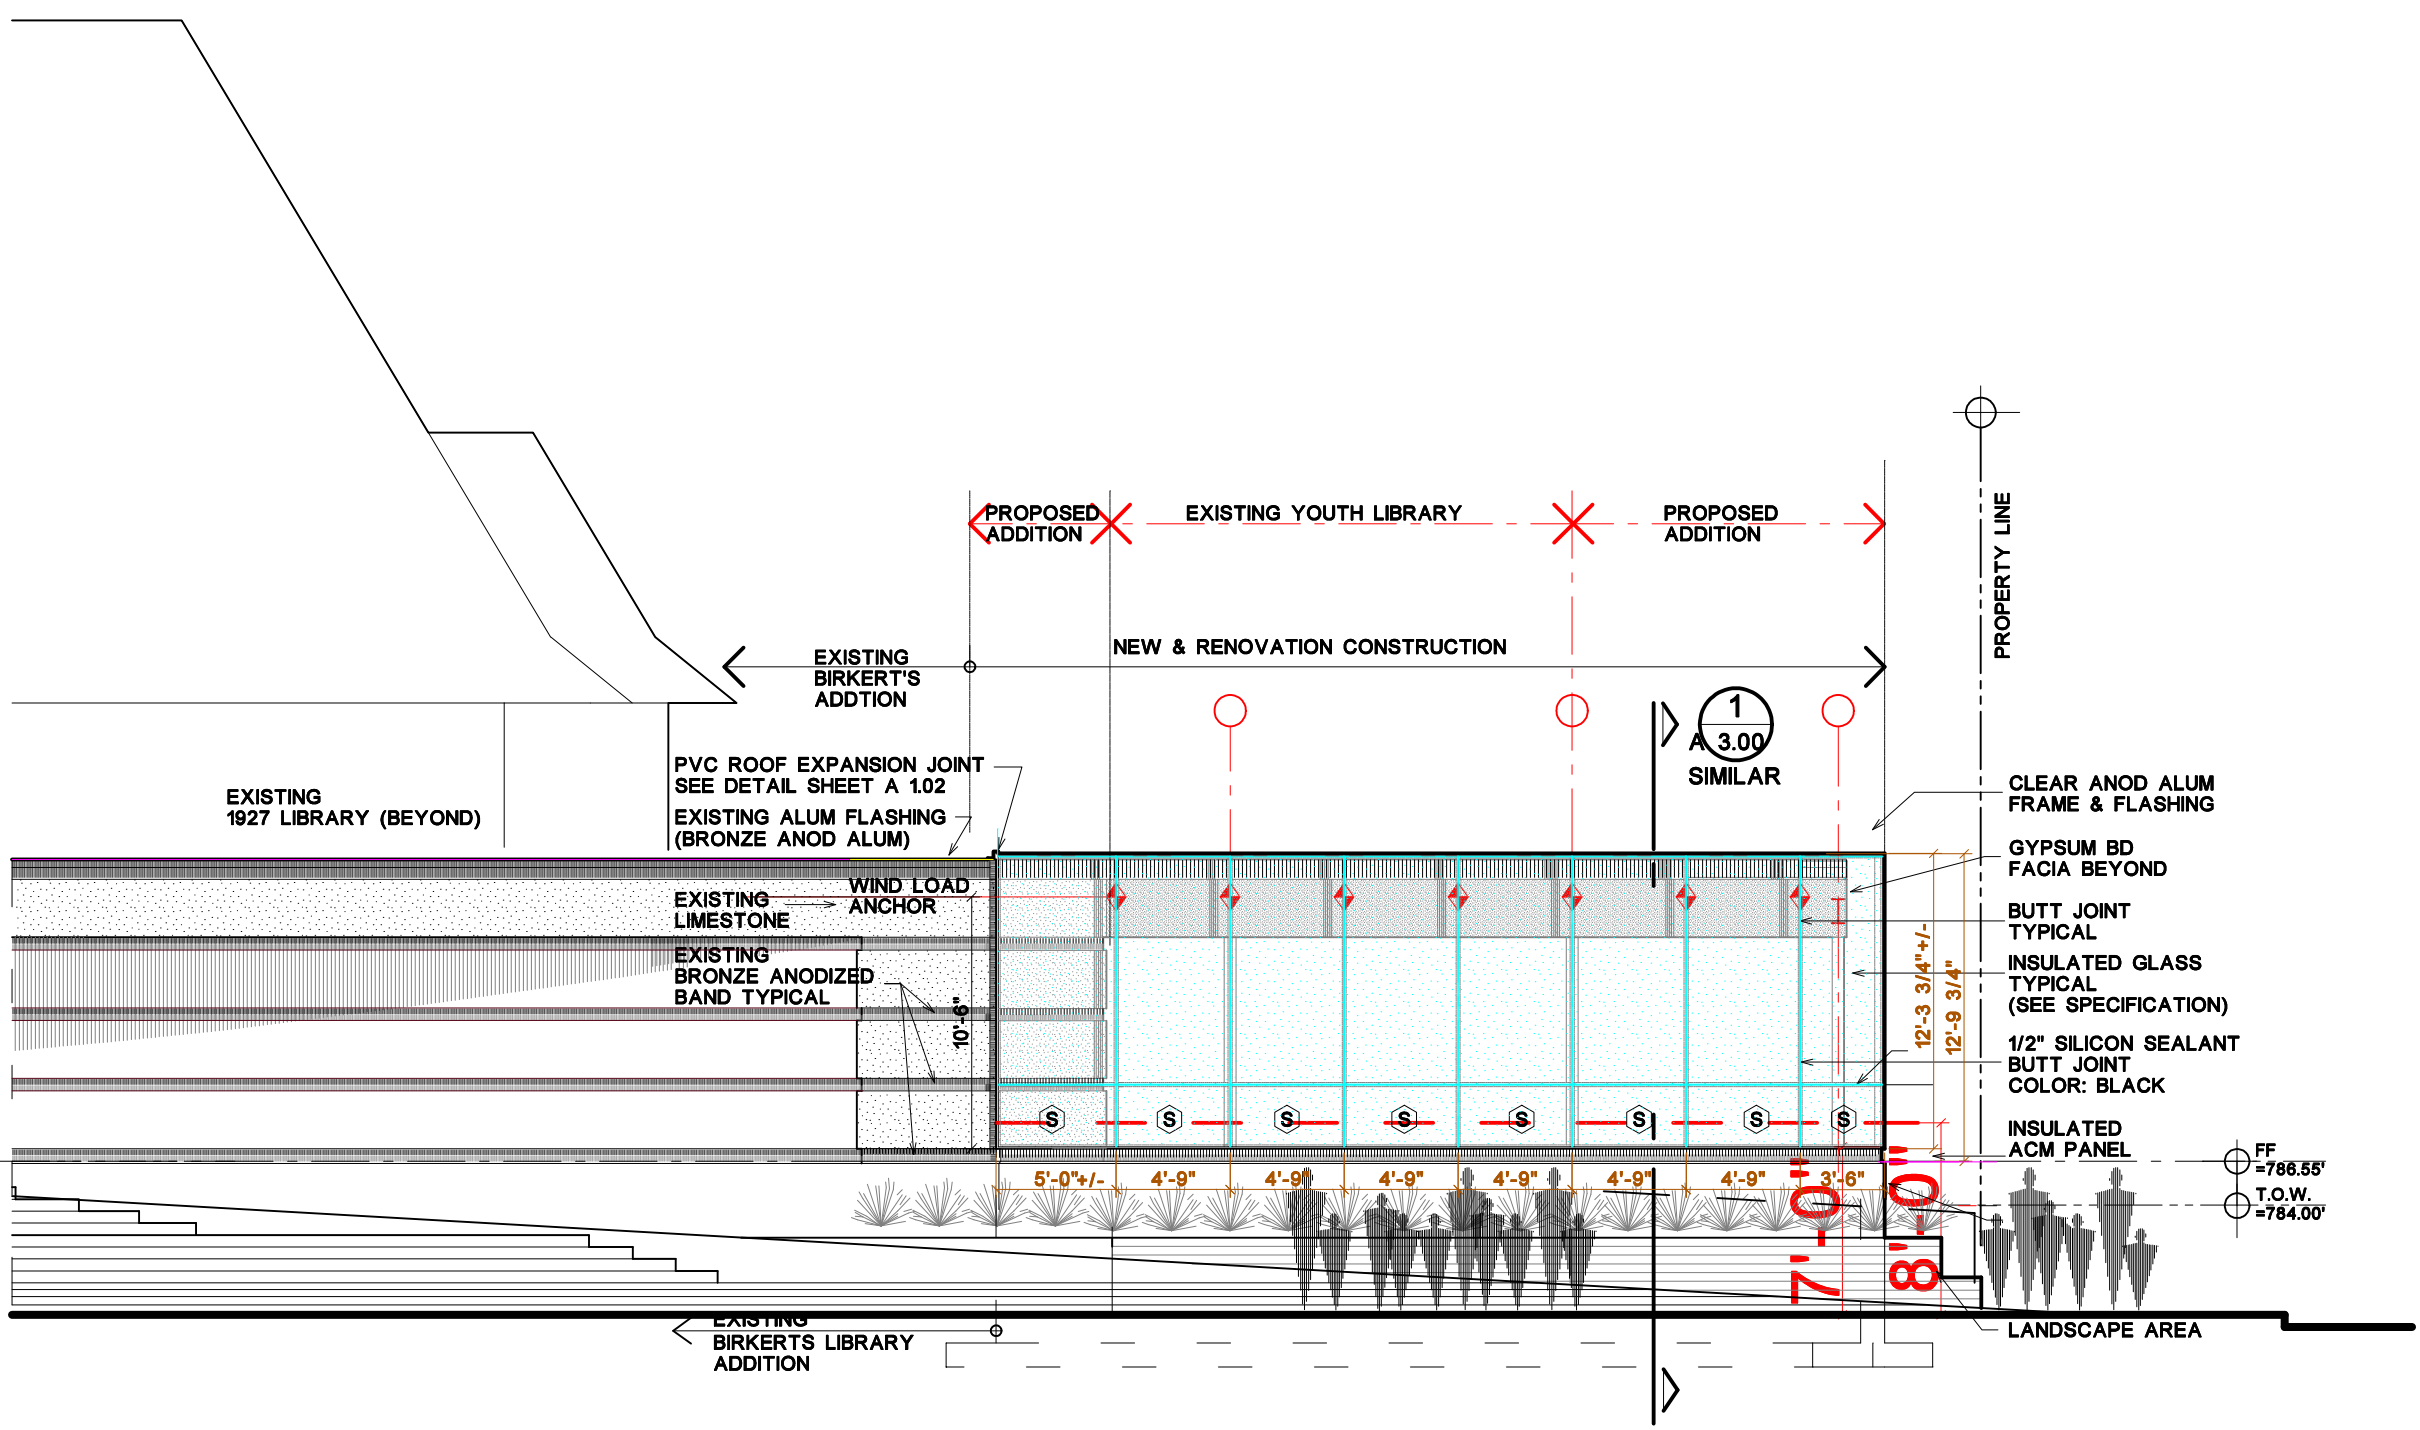 PROPOSED
ADDITION
EXISTING YOUTH LIBRARY
PROPOSED
ADDITION
PROPERTY LINE
NEW & RENOVATION CONSTRUCTION
EXISTING
BIRKERT'S
ADDTION
1
A 3.00
SIMILAR
PVC ROOF EXPANSION JOINT
SEE DETAIL SHEET A 1.02
EXISTING ALUM FLASHING
(BRONZE ANOD ALUM)
EXISTING
1927 LIBRARY (BEYOND)
CLEAR ANOD ALUM
FRAME & FLASHING
GYPSUM BD
FACIA BEYOND
WIND LOAD
ANCHOR
EXISTING
LIMESTONE
BUTT JOINT
TYPICAL
EXISTING
BRONZE ANODIZED
BAND TYPICAL
INSULATED GLASS
TYPICAL
(SEE SPECIFICATION)
10'-6"
12'-3 3/4"+/-
12'-9 3/4"
1/2" SILICON SEALANT
BUTT JOINT
COLOR: BLACK
S
S
S
S
S
S
S
S
INSULATED
ACM PANEL
FF
=786.55'
T.O.W.
=784.00'
5'-0"+/-
4'-9"
4'-9"
4'-9"
4'-9"
4'-9"
4'-9"
3'-6"
7'-0"
8'-0"
EXISTING
BIRKERTS LIBRARY
ADDITION
LANDSCAPE AREA